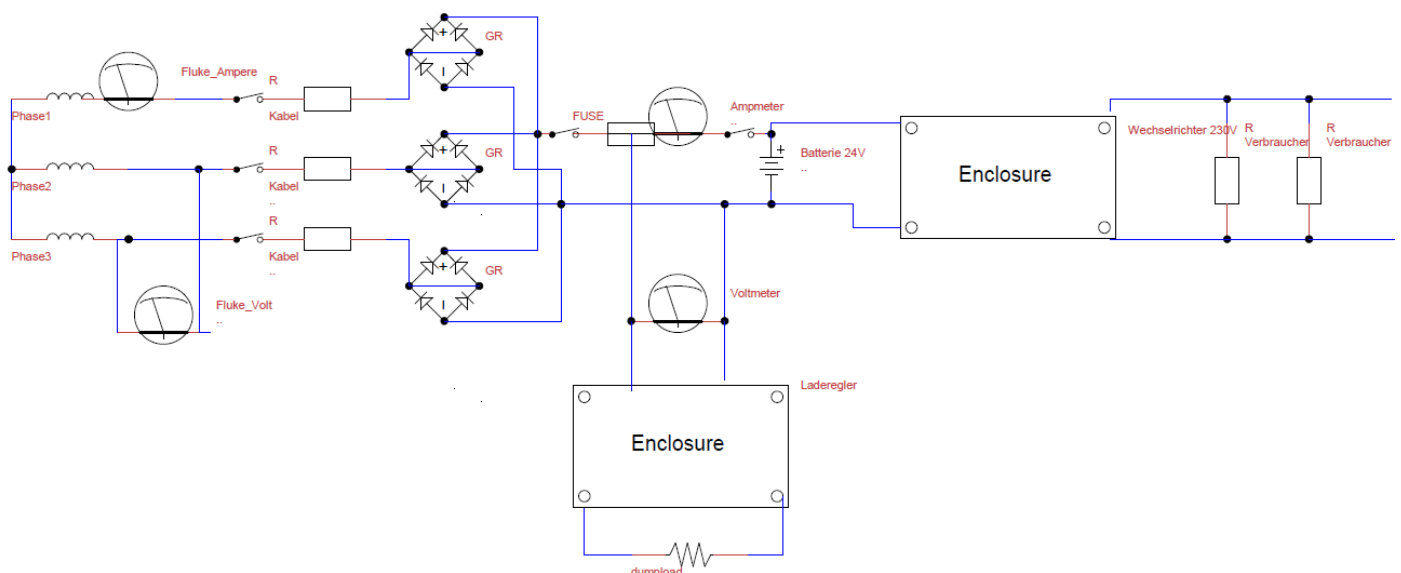 GR
Fluke_Ampere
R
Phase1
Kabel
FUSE
Ampmeter
..
R
Phase2
Kabel
..
GR
Batterie 24V
..
Enclosure
Wechselrichter 230V
R
Verbraucher
R
Verbraucher
R
Phase3
Kabel
..
GR
Fluke_Volt
..
Voltmeter
Laderegler
Enclosure
dumpload